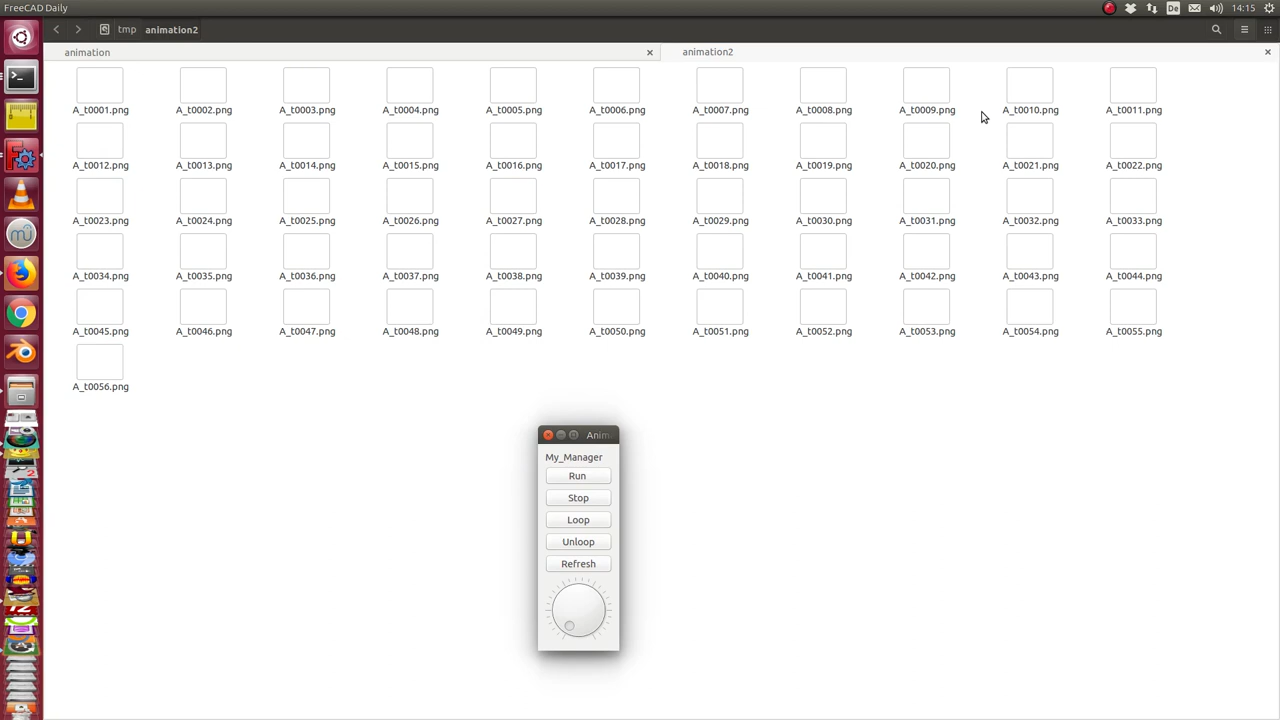 FreeCAD Daily
De
14:15
tmp
animation2
animation
animation2
A_t0001.png A_t0002.png A_t0003.png A_t0004.png A_t0005.png A_t0006.png A_t0007.png A_t0008.png A_t0009.png A_t0010.png A_t0011.png
A_t0012.png A_t0013.png A_t0014.png A_t0015.png A_t0016.png A_t0017.png A_t0018.png A_t0019.png A_t0020.png A_t0021.png A_t0022.png
A_t0023.png A_t0024.png A_t0025.png A_t0026.png A_t0027.png A_t0028.png A_t0029.png A_t0030.png A_t0031.png A_t0032.png A_t0033.png
A_t0034.png A_t0035.png A_t0036.png A_t0037.png A_t0038.png A_t0039.png A_t0040.png A_t0041.png A_t0042.png A_t0043.png A_t0044.png
A_t0045.png A_t0046.png A_t0047.png A_t0048.png A_t0049.png A_t0050.png A_t0051.png A_t0052.png A_t0053.png A_t0054.png A_t0055.png
A_t0056.png
Anim
My_Manager
Run
Stop
Loop
Unloop
Refresh